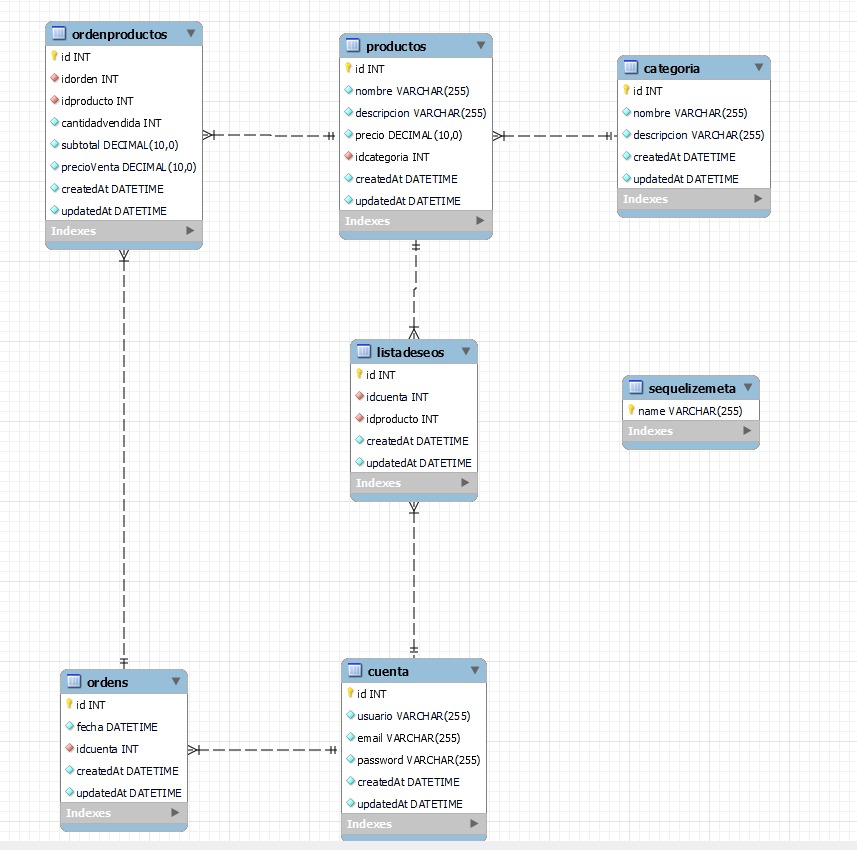 ordenproductos
id INT
idorden INT
idproducto INT
cantidadvendida INT
subtotal DECIMAL(10,0)
precioVenta DECIMAL(10,0)
createdAt DATETIME
updatedAt DATETIME
Indexes
productos
id INT
nombre VARCHAR(255)
descripcion VARCHAR(255)
precio DECIMAL(10,0)
idcategoria INT
createdAt DATETIME
updatedAt DATETIME
Indexes
categoria
id INT
nombre VARCHAR(255)
descripcion VARCHAR(255)
createdAt DATETIME
updatedAt DATETIME
Indexes
listadeseos
id INT
idcuenta INT
idproducto INT
createdAt DATETIME
updatedAt DATETIME
Indexes
sequelizemeta
name VARCHAR(255)
Indexes
ordens
id INT
fecha DATETIME
idcuenta INT
createdAt DATETIME
updatedAt DATETIME
Indexes
cuenta
id INT
usuario VARCHAR(255)
email VARCHAR(255)
password VARCHAR(255)
createdAt DATETIME
updatedAt DATETIME
Indexes